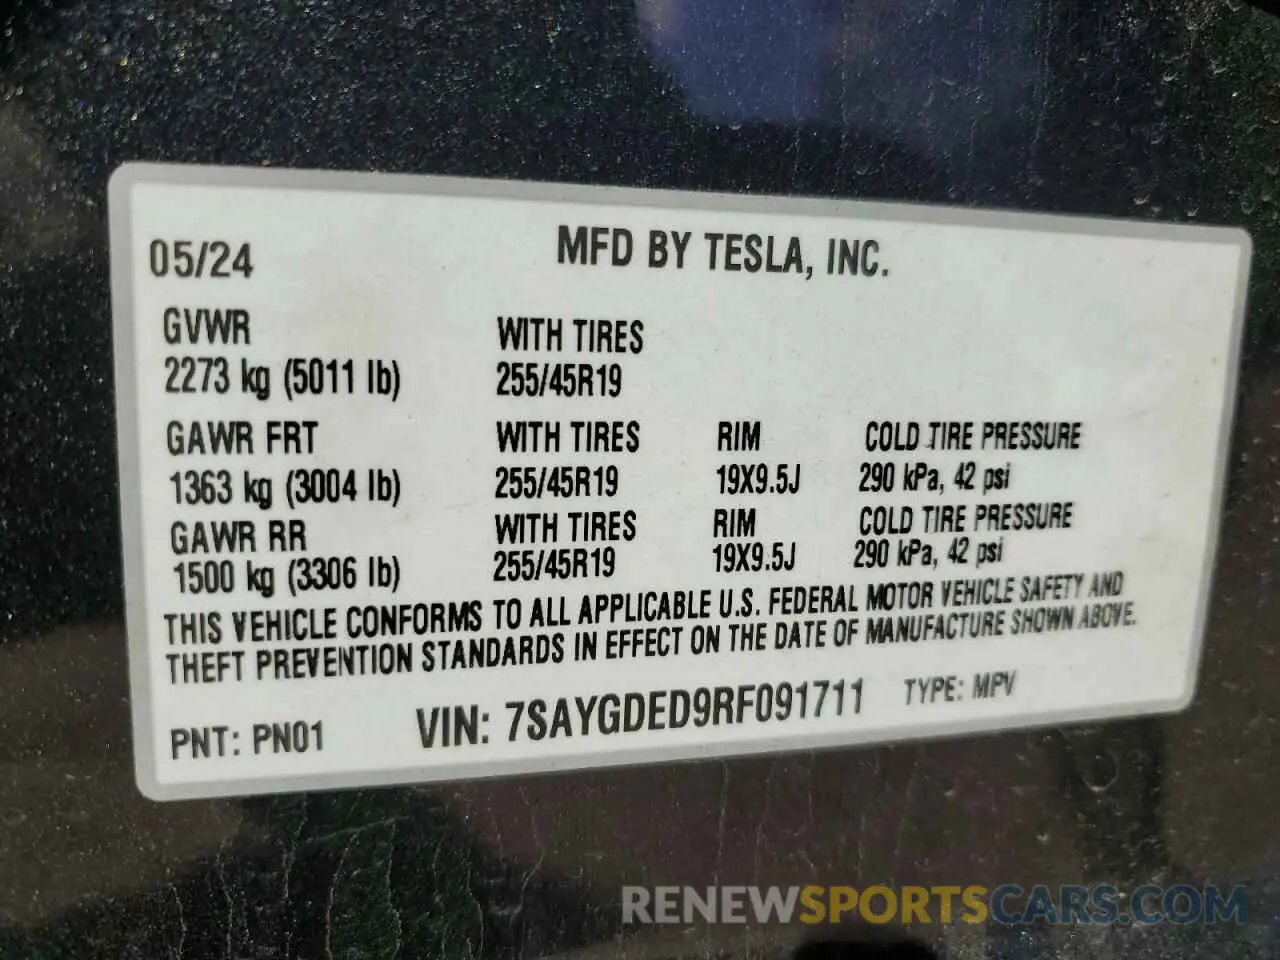 05/24 MFD BY TESLA, INC.
GVWR WITH TIRES
2273 kg (5011 lb) 255/45R19
GAWR FRT WITH TIRES RIM COLD TIRE PRESSURE
1363 kg (3004 lb) 255/45R19 19X9.5J 290 kPa, 42 psi
GAWR RR WITH TIRES RIM COLD TIRE PRESSURE
1500 kg (3306 lb) 255/45R19 19X9.5J 290 kPa, 42 psi
THIS VEHICLE CONFORMS TO ALL APPLICABLE U.S. FEDERAL MOTOR VEHICLE SAFETY AND
THEFT PREVENTION STANDARDS IN EFFECT ON THE DATE OF MANUFACTURE SHOWN ABOVE.
PNT: PN01 VIN: 7SAYGDED9RF091711 TYPE: MPV
RENEWSPORTSCARS.COM